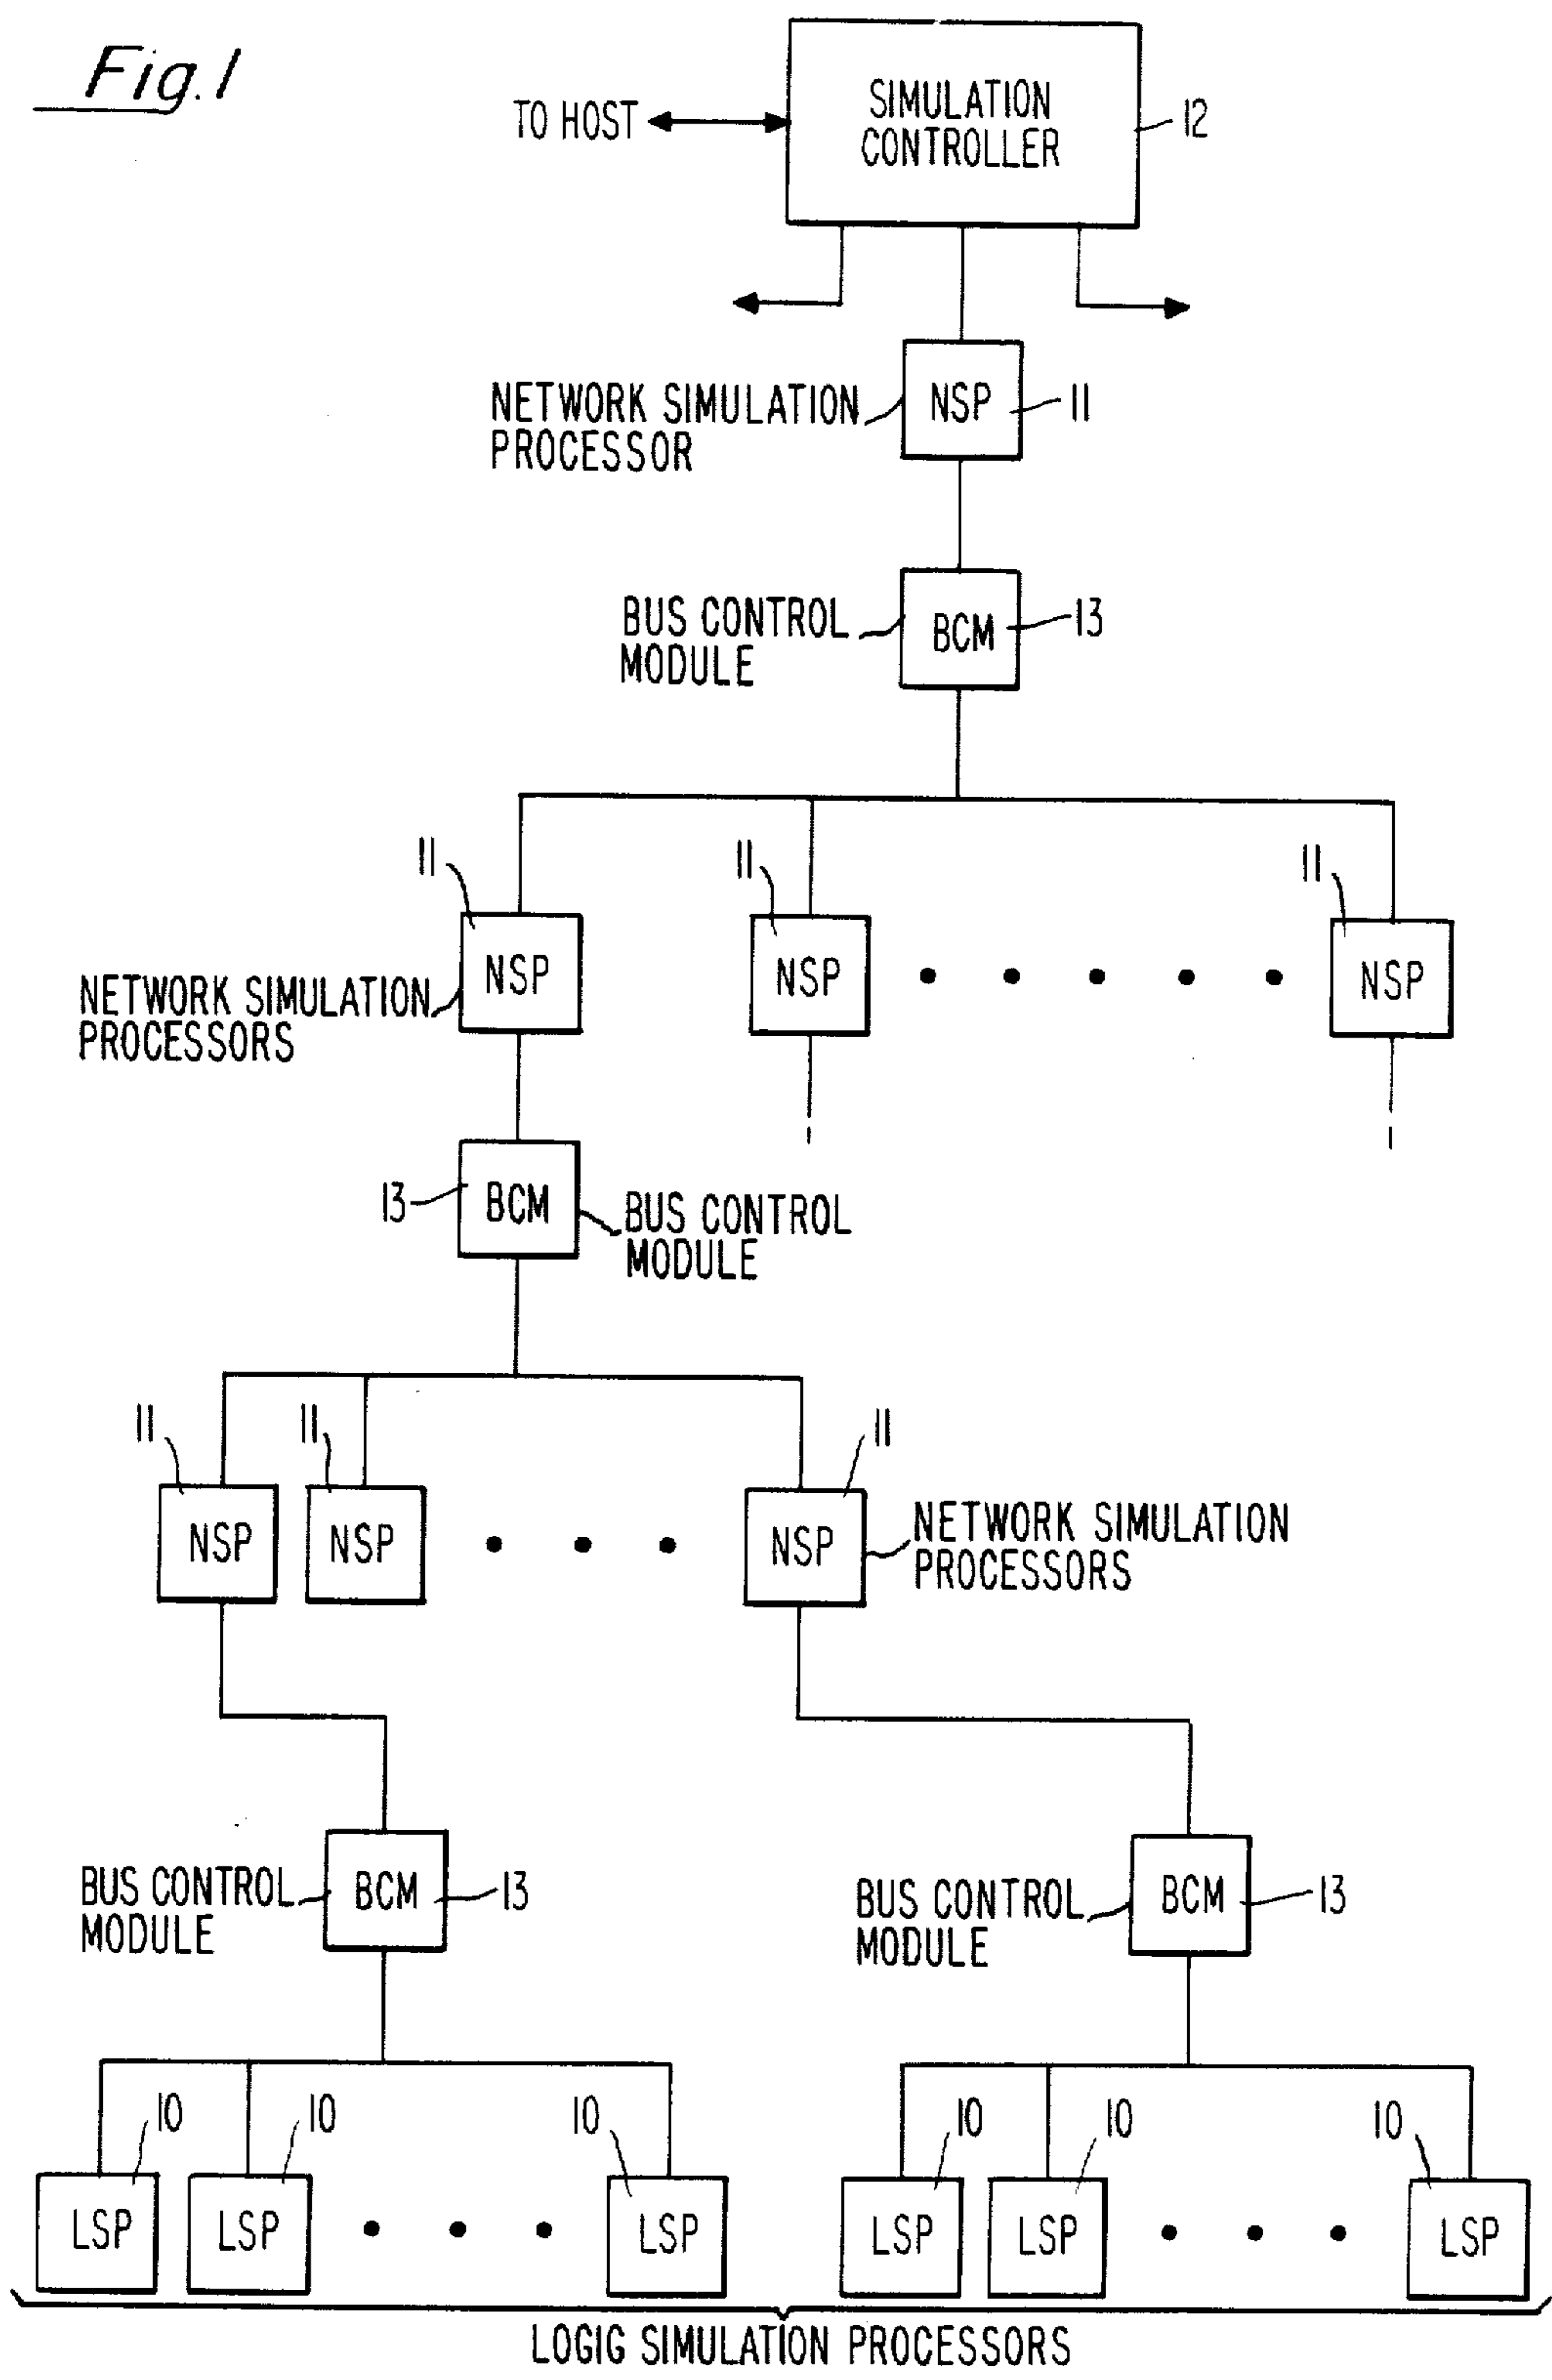 Fig. 1
TO HOST
SIMULATION
CONTROLLER
12
NETWORK SIMULATION
PROCESSOR
NSP
11
BUS CONTROL
MODULE
BCM
13
11
11
11
NSP
NSP
NSP
NETWORK SIMULATION
PROCESSORS
13
BCM
BUS CONTROL
MODULE
11
11
11
NSP
NSP
NSP
NETWORK SIMULATION
PROCESSORS
BUS CONTROL
MODULE
BCM
13
BUS CONTROL
MODULE
BCM
13
10
10
10
10
10
10
LSP
LSP
LSP
LSP
LSP
LSP
LOGIG SIMULATION PROCESSORS